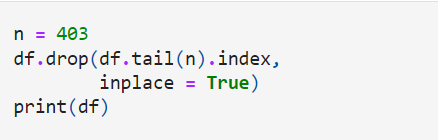 n = 403
df.drop(df.tail(n).index,
        inplace = True)
print(df)